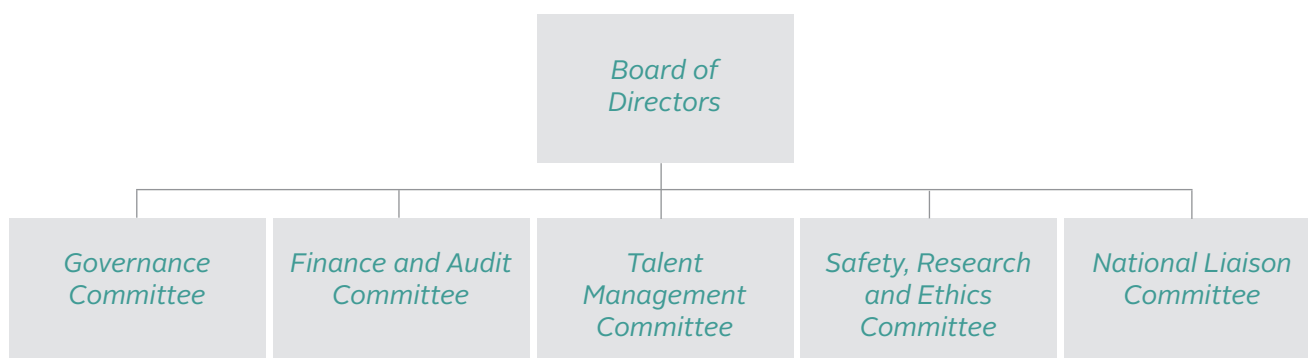 Board of
Directors
Governance
Committee
Finance and Audit
Committee
Talent
Management
Committee
Safety, Research
and Ethics
Committee
National Liaison
Committee